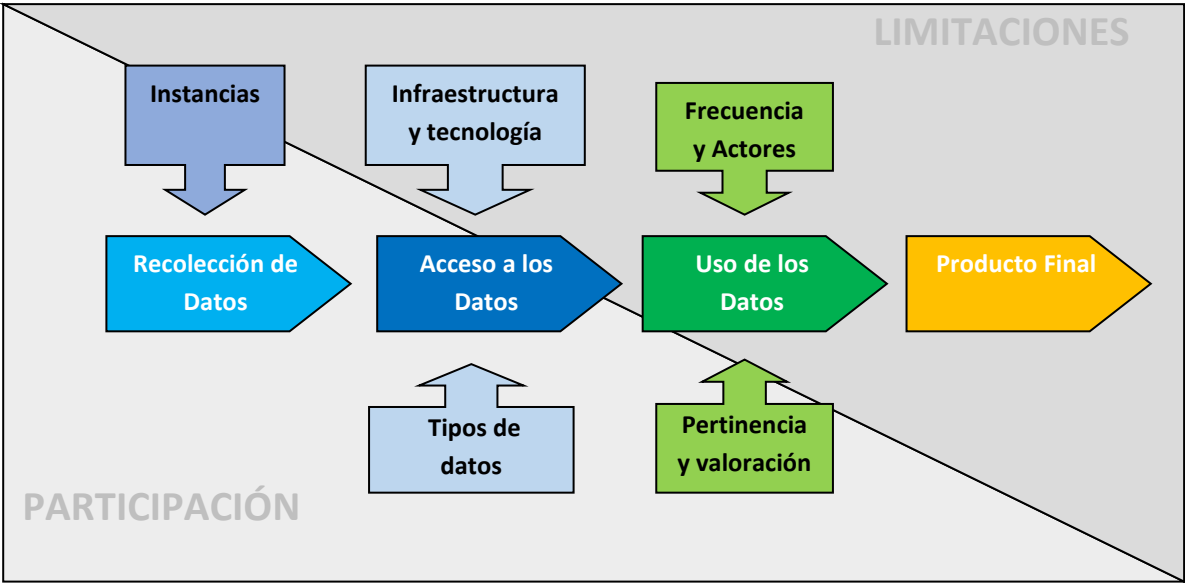 LIMITACIONES
Instancias
Infraestructura
y tecnología
Frecuencia
y Actores
Recolección de
Datos
Acceso a los
Datos
Uso de los
Datos
Producto Final
Tipos de
datos
Pertinencia
y valoración
PARTICIPACIÓN